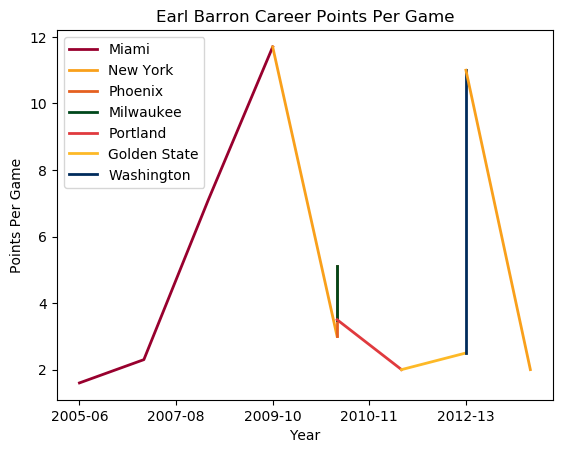 Earl Barron Career Points Per Game
12
10
8
6
4
2
Points Per Game
Miami
New York
Phoenix
Milwaukee
Portland
Golden State
Washington
2005-06 2007-08 2009-10 2010-11 2012-13
Year